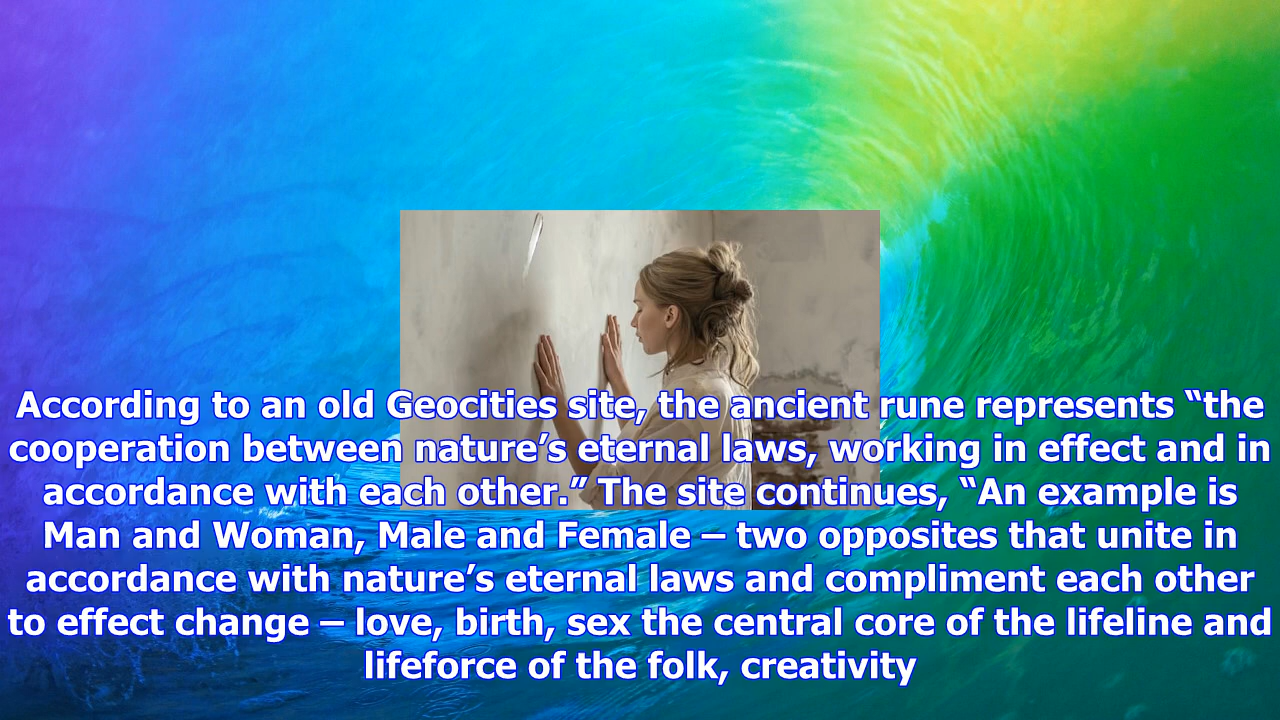 According to an old Geocities site, the ancient rune represents “the
cooperation between nature’s eternal laws, working in effect and in
accordance with each other.” The site continues, “An example is
Man and Woman, Male and Female – two opposites that unite in
accordance with nature’s eternal laws and compliment each other
to effect change – love, birth, sex the central core of the lifeline and
lifeforce of the folk, creativity